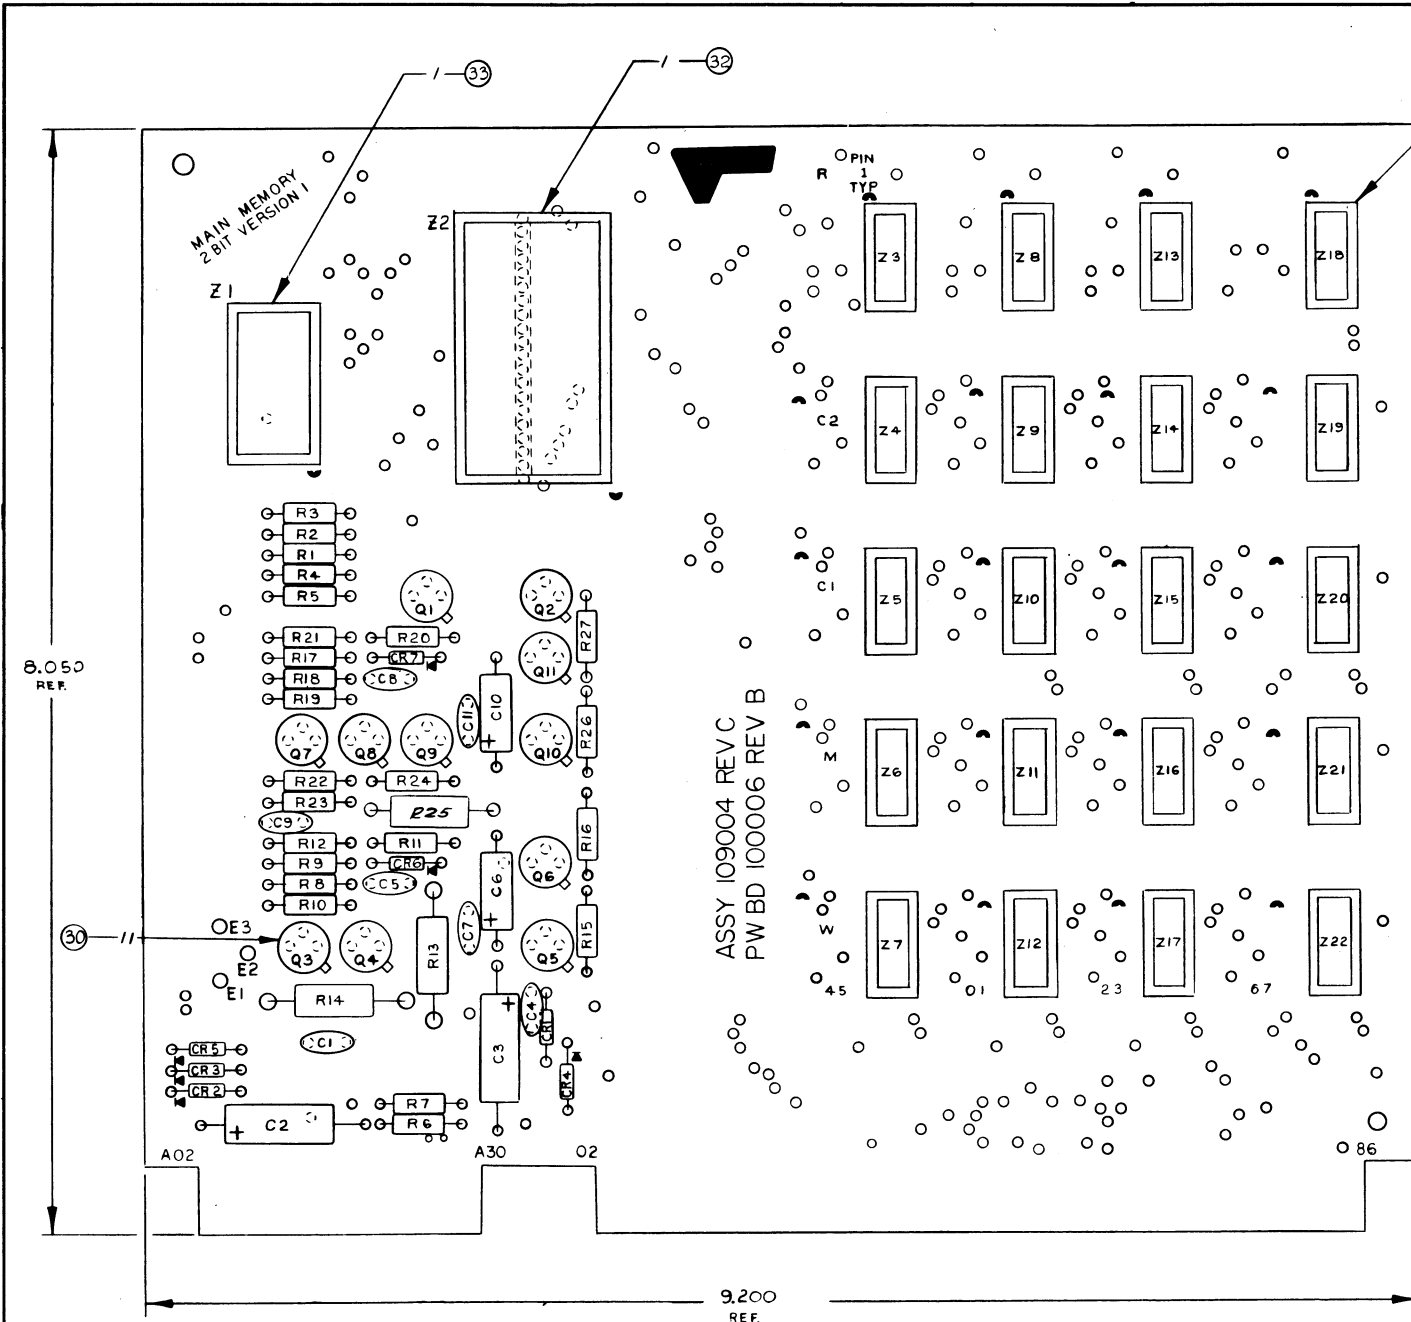 33
32
MAIN MEMORY
2 BIT VERSION 1
R PIN
1
TYP
Z2
Z3 Z8 Z13 Z18
Z1
C2
Z4 Z9 Z14 Z19
R3
R2
R1
R4
R5
Q1 Q2
C1
Z5 Z10 Z15 Z20
R21 R20 R27
R17 CR7 Q11
R18 C8
R19
8.050
REF.
C11 C10
Q7 Q8 Q9 Q10 R26
+
M
Z6 Z11 Z16 Z21
R22 R24
R23 R25
C9
R12 R11 R16
R9 CR6 Q6
R8 C5 C6
R10
+
ASSY 109004 REV C
PW BD 100006 REV B
30 11
E3
Q3 Q4 R13 C7 Q5 R15
E2
W
Z7 Z12 Z17 Z22
E1 R14
45 01 23 67
+
C4 CR1
C1 C3
CR5
CR3
CR2
CR4
R7
R6
+ C2
A02 A30 02 86
9.200
REF.